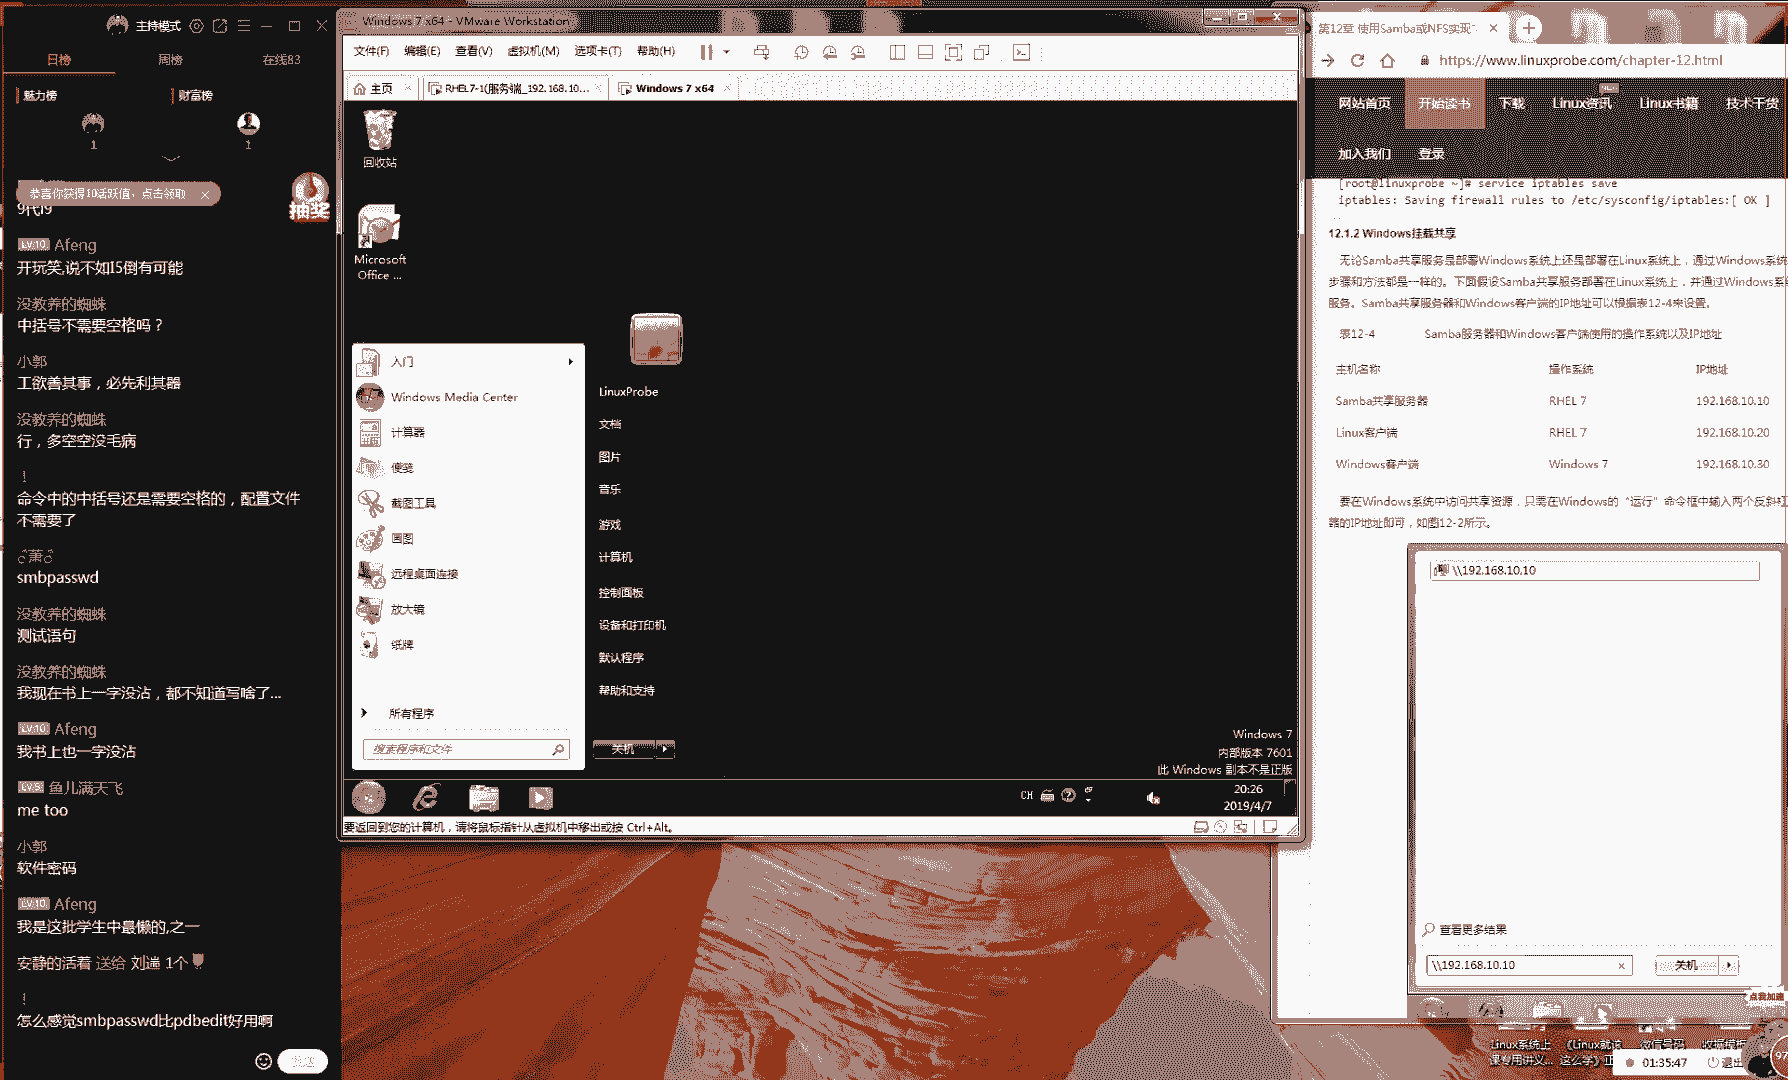 主持模式
日榜
周榜
在线83
魅力榜
财富榜
1
1
恭喜你获得10活跃值，点击领取
抽奖
9代i9
LV.10 Afeng
开玩笑,说不如I5倒有可能
没教养的蜘蛛
中括号不需要空格吗？
小郭
工欲善其事，必先利其器
没教养的蜘蛛
行，多空空没毛病
！
命令中的中括号还是需要空格的，配置文件
不需要了
ී萧ී
smbpasswd
没教养的蜘蛛
测试语句
没教养的蜘蛛
我现在书上一字没沾，都不知道写啥了...
LV.10 Afeng
我书上也一字没沾
LV.9 鱼儿满天飞
me too
小郭
软件密码
LV.10 Afeng
我是这批学生中最懒的,之一
安静的活着 送给 刘遄 1个
！
怎么感觉smbpasswd比pdbedit好用啊
Windows 7 x64 - VMware Workstation
文件(F) 编辑(E) 查看(V) 虚拟机(M) 选项卡(T) 帮助(H)
主页
RHEL7-1(服务端_192.168.10...
Windows 7 x64
回收站
Microsoft
Office ...
入门
Windows Media Center
计算器
便笺
截图工具
画图
远程桌面连接
放大镜
纸牌
所有程序
搜索程序和文件
LinuxProbe
文档
图片
音乐
游戏
计算机
控制面板
设备和打印机
默认程序
帮助和支持
关机
Windows 7
内部版本 7601
此 Windows 副本不是正版
CH
20:26
2019/4/7
要返回到您的计算机，请将鼠标指针从虚拟机中移出或按 Ctrl+Alt。
第12章 使用Samba或NFS实现
https://www.linuxprobe.com/chapter-12.html
网站首页 开始读书 下载 Linux资讯 Linux书籍 技术干货
加入我们 登录
[root@linuxprobe ~]# service iptables save
iptables: Saving firewall rules to /etc/sysconfig/iptables:[ OK ]
12.1.2 Windows挂载共享
无论Samba共享服务是部署Windows系统上还是部署在Linux系统上，通过Windows系统
步骤和方法都是一样的。下面假设Samba共享服务部署在Linux系统上，并通过Windows系
服务。Samba共享服务器和Windows客户端的IP地址可以根据表12-4来设置。
表12-4 Samba服务器和Windows客户端使用的操作系统以及IP地址
主机名称 操作系统 IP地址
Samba共享服务器 RHEL 7 192.168.10.10
Linux客户端 RHEL 7 192.168.10.20
Windows客户端 Windows 7 192.168.10.30
要在Windows系统中访问共享资源，只需在Windows的“运行”命令框中输入两个反斜杠
器的IP地址即可，如图12-2所示。
\\192.168.10.10
查看更多结果
\\192.168.10.10
关机
点我加速
Linux系统上 《Linux就该 微信号码 收据模板
课专用讲义...
01:35:47
退出
97